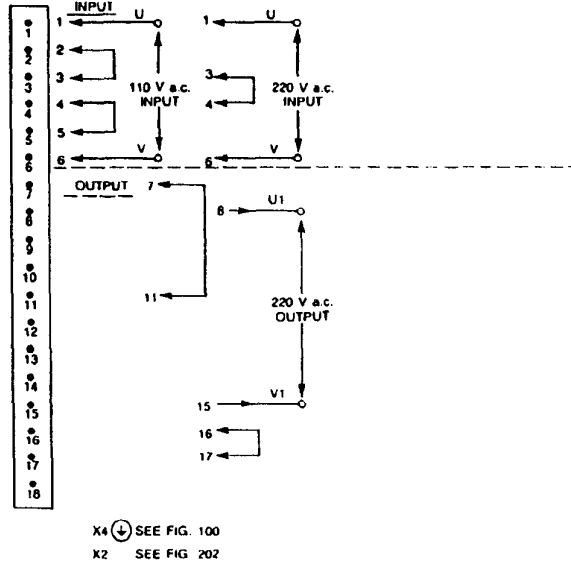 INPUT
1 U 1 U
1
2
2
3 3
3
110 V a.c. 220 V a.c.
INPUT INPUT
4 4
4
5
5
6 V 6 V
6
OUTPUT 7
7
8 U1
8
9
10
11
11
220 V a.c.
OUTPUT
12
13
14
15 V1
15
16
16
17
17
18
X4 SEE FIG. 100
X2 SEE FIG 202